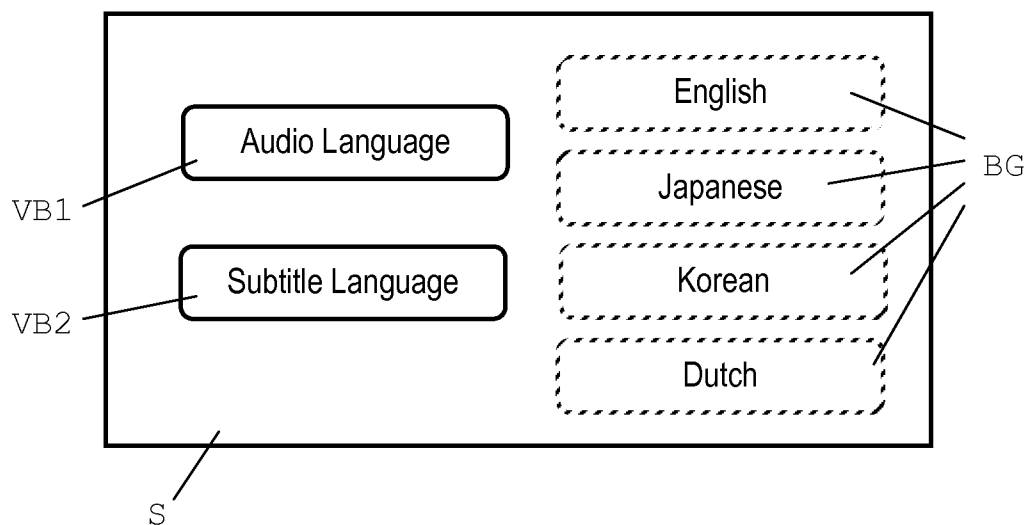 English
Audio Language
BG
Japanese
VB1
Subtitle Language
Korean
VB2
Dutch
S